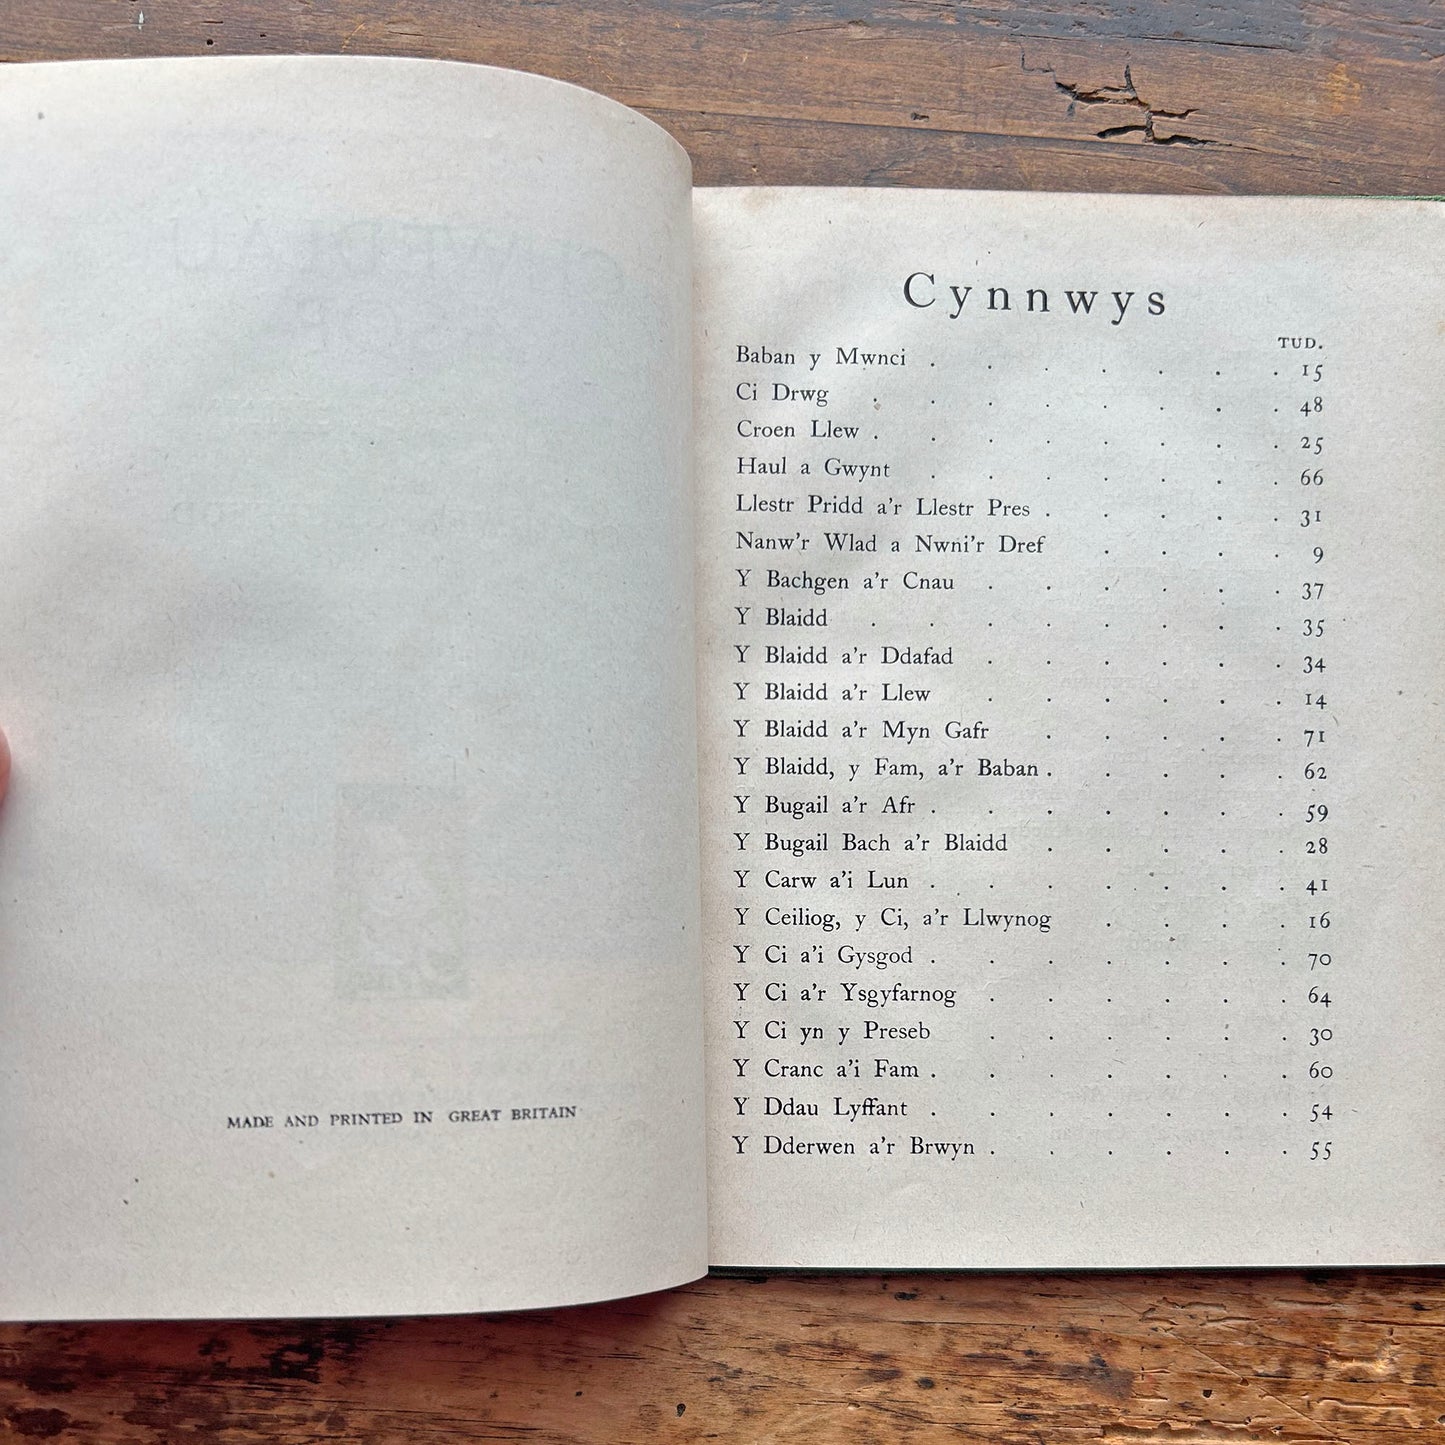 MADE AND PRINTED IN GREAT BRITAIN
Cynnwys
TUD.
Baban y Mwnci . . . . . . . 15
Ci Drwg . . . . . . . . 48
Croen Llew . . . . . . . . 25
Haul a Gwynt . . . . . . . 66
Llestr Pridd a'r Llestr Pres . . . . . 31
Nanw'r Wlad a Nwni'r Dref . . . . 9
Y Bachgen a'r Cnau . . . . . . 37
Y Blaidd . . . . . . . . 35
Y Blaidd a'r Ddafad . . . . . . 34
Y Blaidd a'r Llew . . . . . . 14
Y Blaidd a'r Myn Gafr . . . . . 71
Y Blaidd, y Fam, a'r Baban . . . . . 62
Y Bugail a'r Afr . . . . . . . 59
Y Bugail Bach a'r Blaidd . . . . . 28
Y Carw a'i Lun . . . . . . . 41
Y Ceiliog, y Ci, a'r Llwynog . . . . 16
Y Ci a'i Gysgod . . . . . . . 70
Y Ci a'r Ysgyfarnog . . . . . . 64
Y Ci yn y Preseb . . . . . . 30
Y Cranc a'i Fam . . . . . . . 60
Y Ddau Lyffant . . . . . . . 54
Y Dderwen a'r Brwyn . . . . . . 55